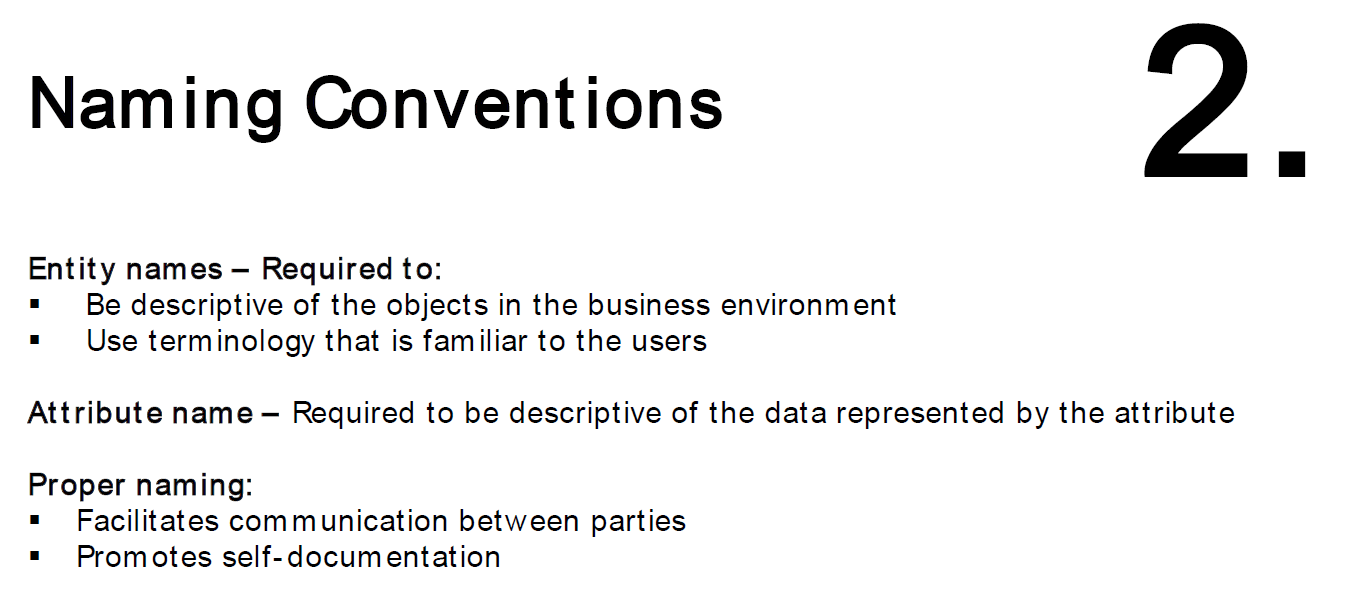 Naming Conventions
2.
Entity names – Required to:
▪ Be descriptive of the objects in the business environment
▪ Use terminology that is familiar to the users
Attribute name – Required to be descriptive of the data represented by the attribute
Proper naming:
▪ Facilitates communication between parties
▪ Promotes self-documentation